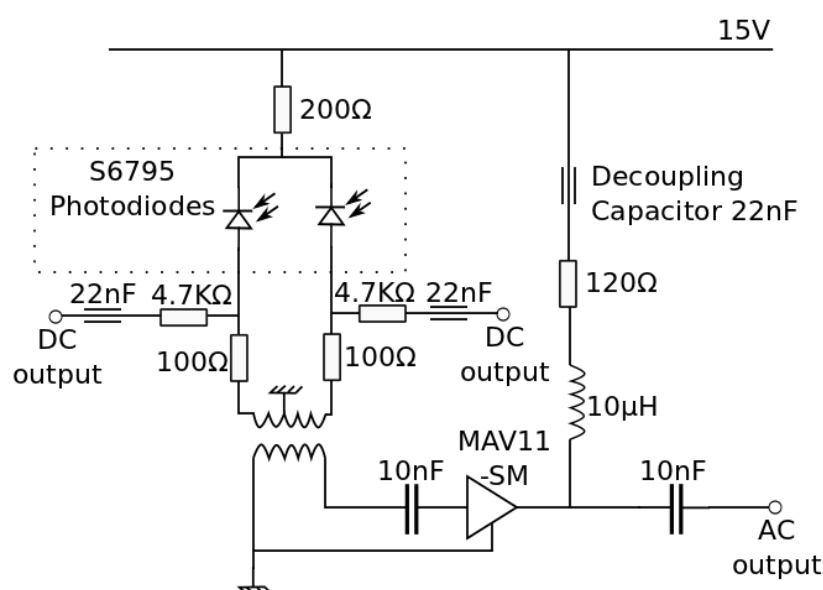 15V
200Ω
S6795
Photodiodes
Decoupling
Capacitor 22nF
120Ω
22nF 4.7KΩ
4.7KΩ 22nF
DC
output
DC
output
100Ω
100Ω
10μH
MAV11
-SM
10nF
10nF
AC
output